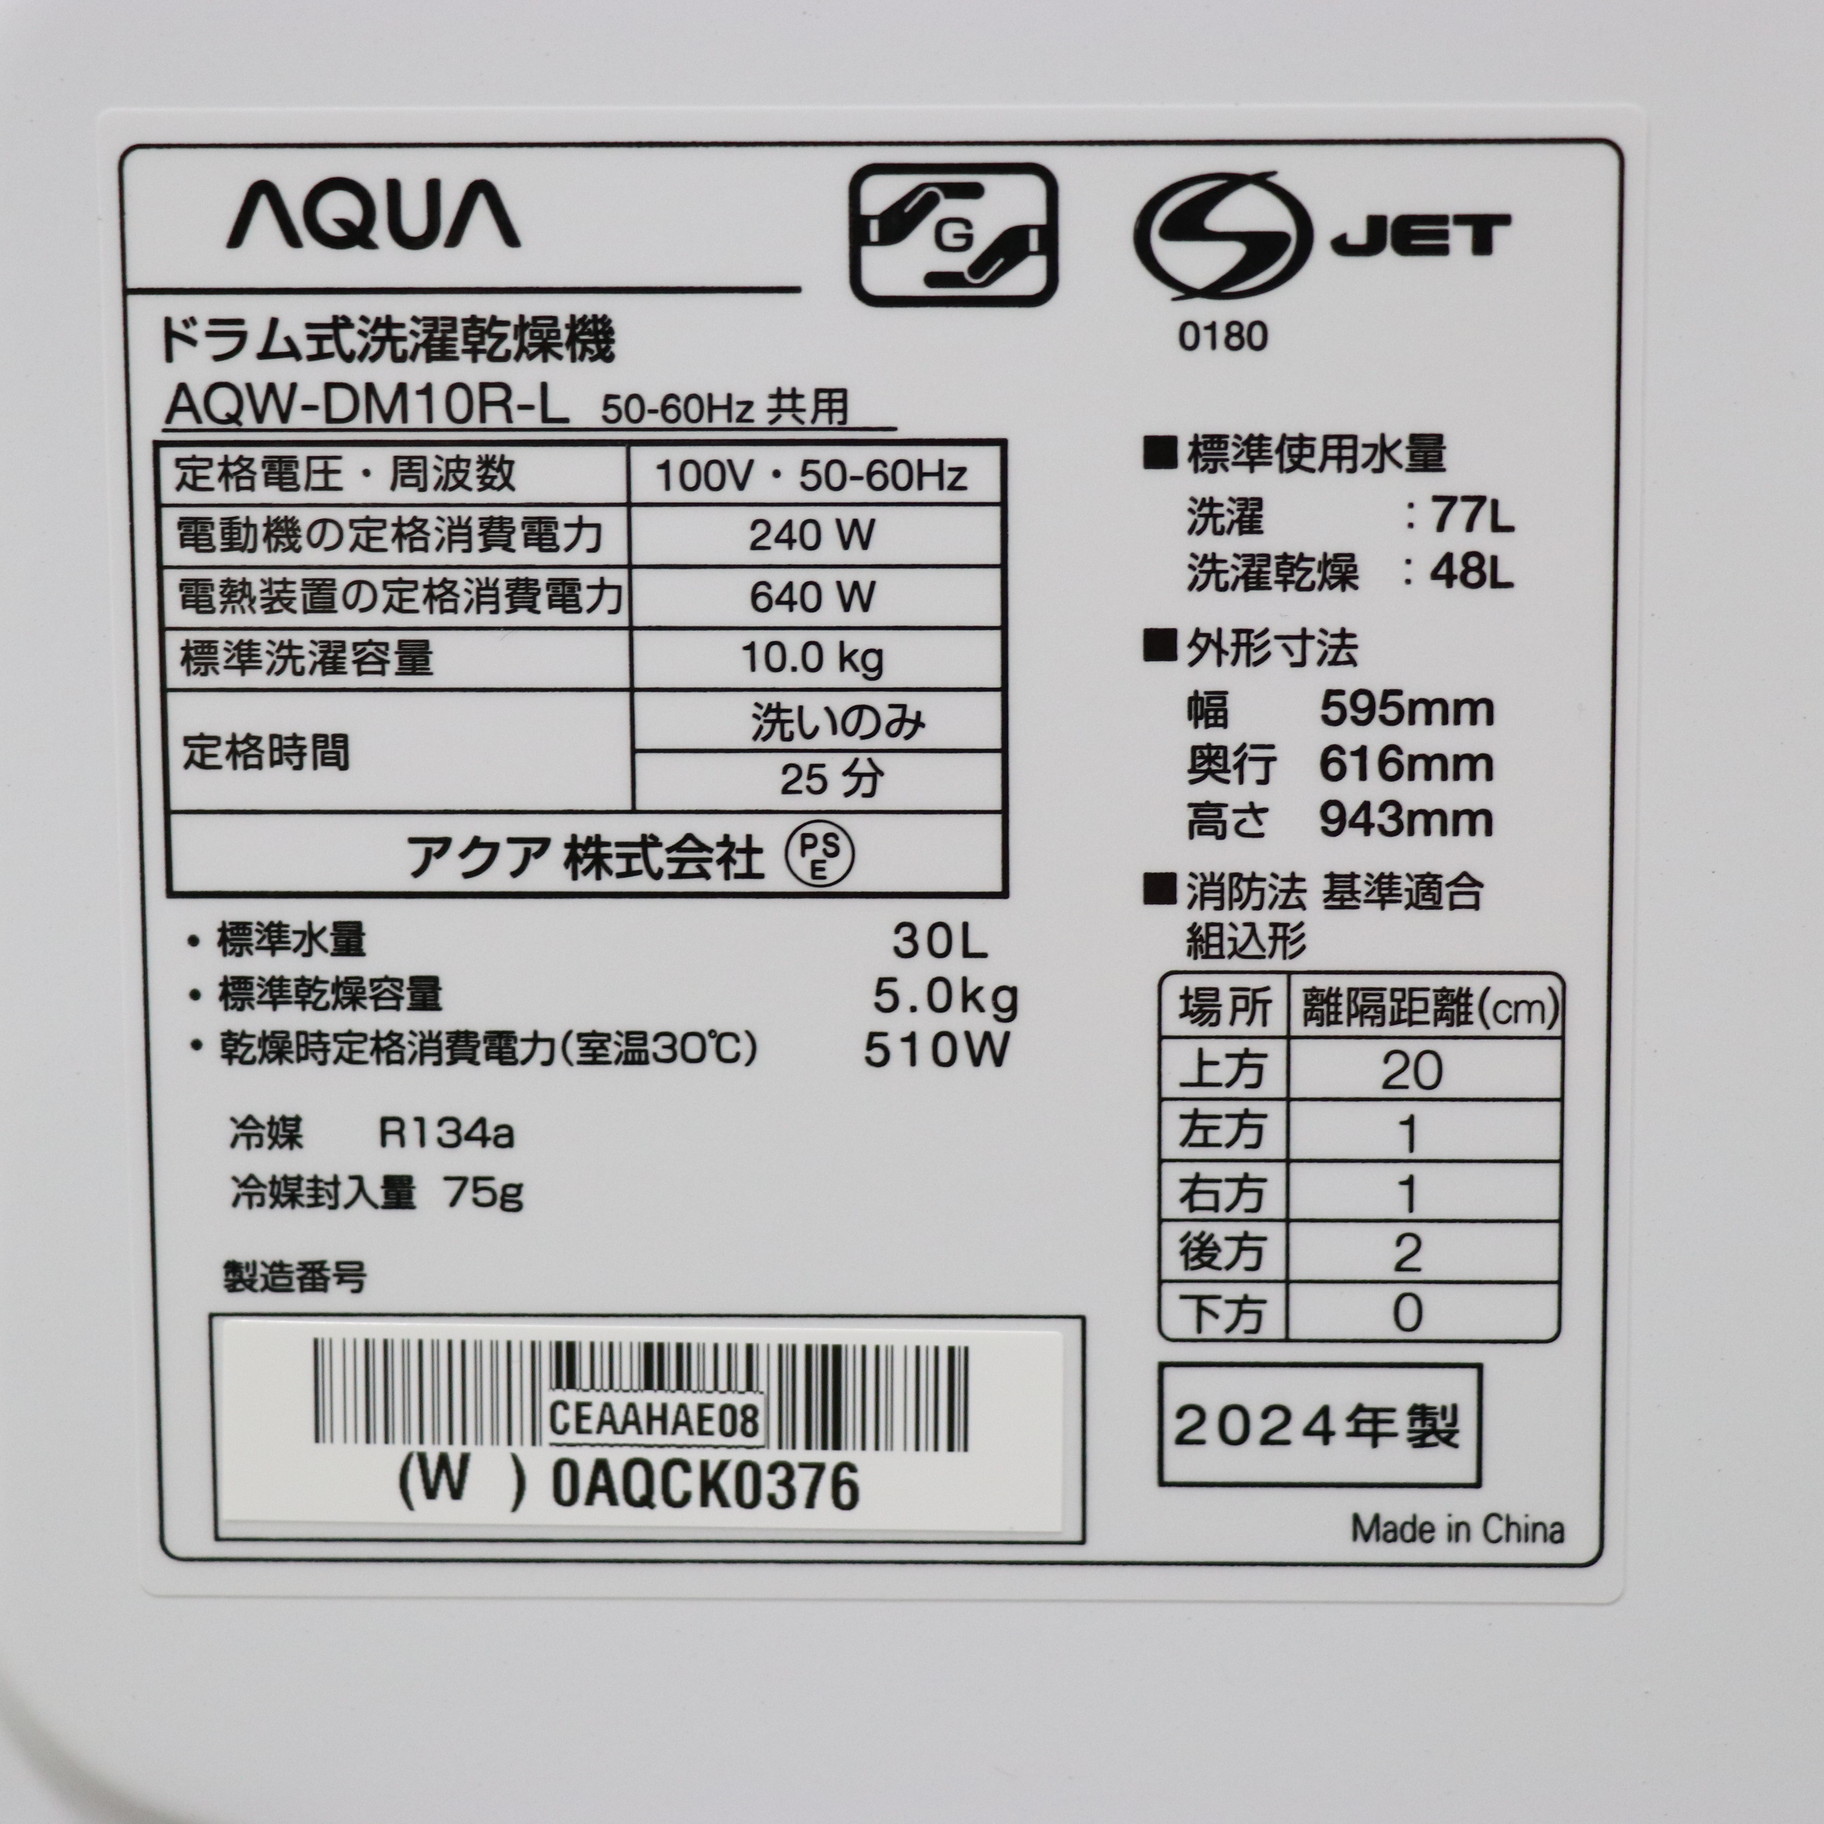 AQUA
G
JET
0180
ドラム式洗濯乾燥機
AQW-DM10R-L 50-60Hz 共用
定格電圧・周波数 100V・50-60Hz
電動機の定格消費電力 240 W
電熱装置の定格消費電力 640 W
標準洗濯容量 10.0 kg
定格時間 洗いのみ
25 分
アクア 株式会社 PSE
・標準水量 30L
・標準乾燥容量 5.0kg
・乾燥時定格消費電力(室温30℃) 510W
冷媒 R134a
冷媒封入量 75g
製造番号
CEAAHAE08
(W ) 0AQCK0376
■標準使用水量
洗濯 :77L
洗濯乾燥 :48L
■外形寸法
幅 595mm
奥行 616mm
高さ 943mm
■消防法 基準適合
組込形
場所 離隔距離(cm)
上方 20
左方 1
右方 1
後方 2
下方 0
2024年製
Made in China